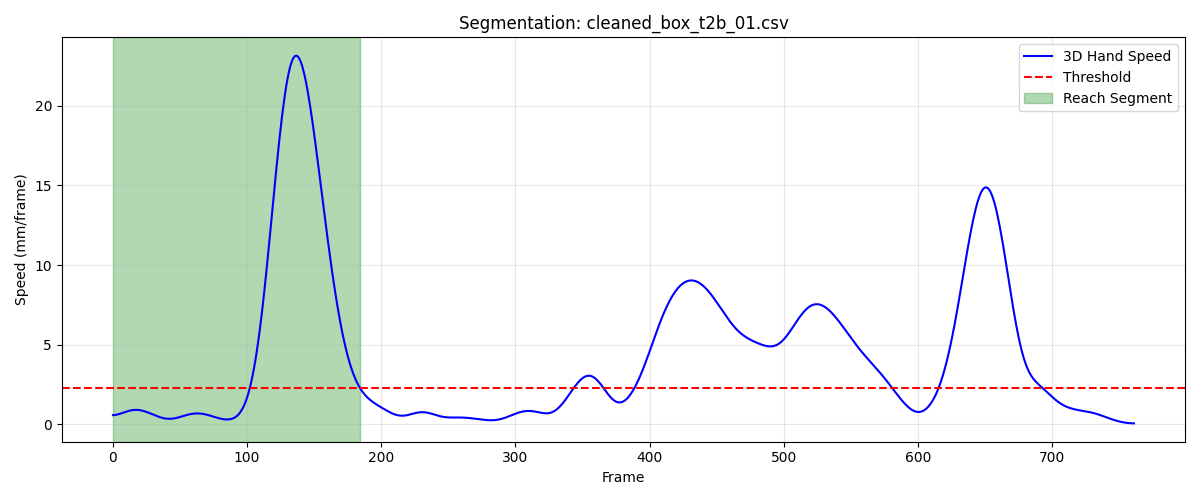 Segmentation: cleaned_box_t2b_01.csv
3D Hand Speed
Threshold
Reach Segment
Speed (mm/frame)
20
15
10
5
0
0 100 200 300 400 500 600 700
Frame